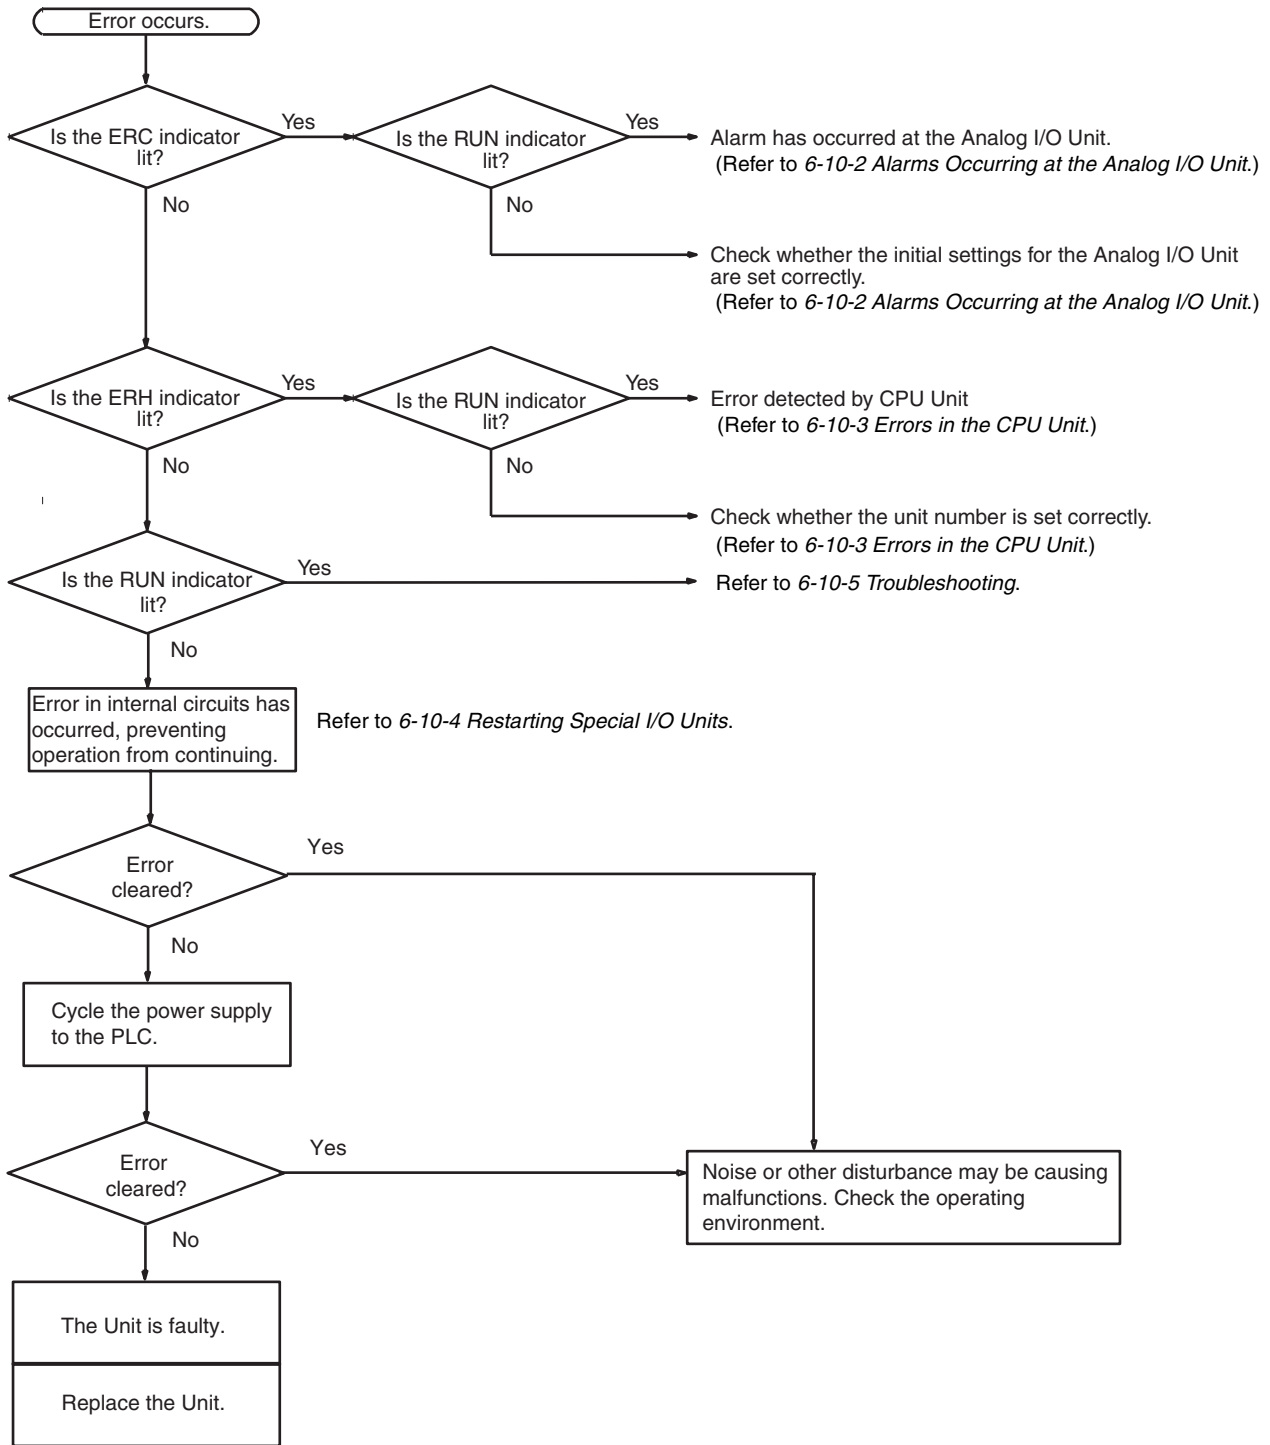 Error occurs.
Is the ERC indicator
lit?
Yes
Is the RUN indicator
lit?
Yes
Alarm has occurred at the Analog I/O Unit.
(Refer to 6-10-2 Alarms Occurring at the Analog I/O Unit.)
No
No
Check whether the initial settings for the Analog I/O Unit
are set correctly.
(Refer to 6-10-2 Alarms Occurring at the Analog I/O Unit.)
Is the ERH indicator
lit?
Yes
Is the RUN indicator
lit?
Yes
Error detected by CPU Unit
(Refer to 6-10-3 Errors in the CPU Unit.)
No
No
Check whether the unit number is set correctly.
(Refer to 6-10-3 Errors in the CPU Unit.)
Is the RUN indicator
lit?
Yes
Refer to 6-10-5 Troubleshooting.
No
Error in internal circuits has
occurred, preventing
operation from continuing.
Refer to 6-10-4 Restarting Special I/O Units.
Error
cleared?
Yes
No
Cycle the power supply
to the PLC.
Error
cleared?
Yes
Noise or other disturbance may be causing
malfunctions. Check the operating
environment.
No
The Unit is faulty.
Replace the Unit.